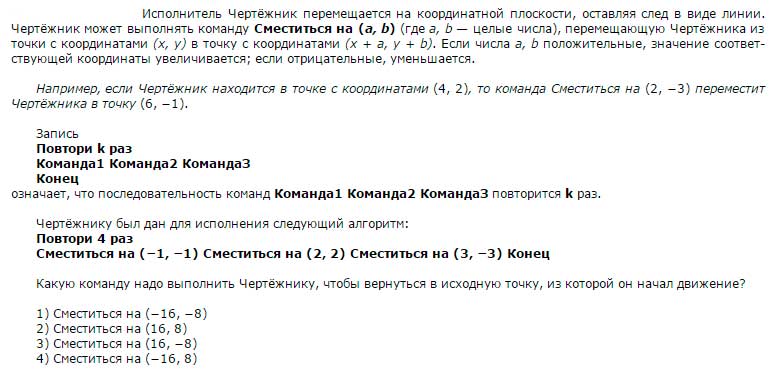 Исполнитель Чертёжник перемещается на координатной плоскости, оставляя след в виде линии.
Чертёжник может выполнять команду Сместиться на (a, b) (где a, b — целые числа), перемещающую Чертёжника из
точки с координатами (x, y) в точку с координатами (x + a, y + b). Если числа a, b положительные, значение соответ-
ствующей координаты увеличивается; если отрицательные, уменьшается.
Например, если Чертёжник находится в точке с координатами (4, 2), то команда Сместиться на (2, −3) переместит
Чертёжника в точку (6, −1).
Запись
Повтори k раз
Команда1 Команда2 Команда3
Конец
означает, что последовательность команд Команда1 Команда2 Команда3 повторится k раз.
Чертёжнику был дан для исполнения следующий алгоритм:
Повтори 4 раз
Сместиться на (−1, −1) Сместиться на (2, 2) Сместиться на (3, −3) Конец
Какую команду надо выполнить Чертёжнику, чтобы вернуться в исходную точку, из которой он начал движение?
1) Сместиться на (−16, −8)
2) Сместиться на (16, 8)
3) Сместиться на (16, −8)
4) Сместиться на (−16, 8)